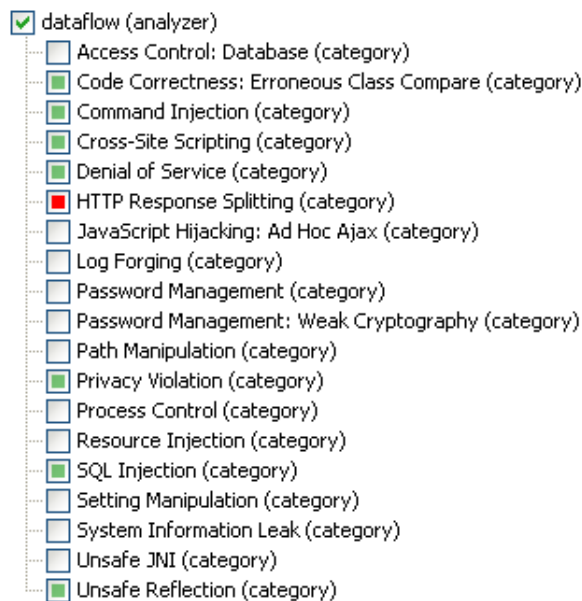 dataflow (analyzer)
Access Control: Database (category)
Code Correctness: Erroneous Class Compare (category)
Command Injection (category)
Cross-Site Scripting (category)
Denial of Service (category)
HTTP Response Splitting (category)
JavaScript Hijacking: Ad Hoc Ajax (category)
Log Forging (category)
Password Management (category)
Password Management: Weak Cryptography (category)
Path Manipulation (category)
Privacy Violation (category)
Process Control (category)
Resource Injection (category)
SQL Injection (category)
Setting Manipulation (category)
System Information Leak (category)
Unsafe JNI (category)
Unsafe Reflection (category)